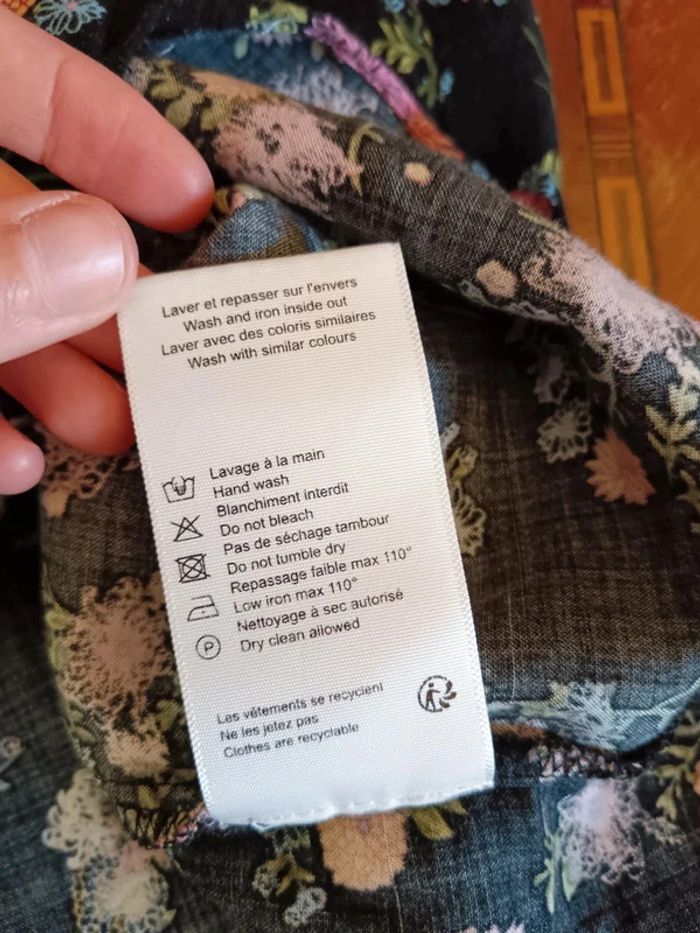 Laver et repasser sur l'envers
Wash and iron inside out
Laver avec des coloris similaires
Wash with similar colours
Lavage à la main
Hand wash
Blanchiment interdit
Do not bleach
Pas de séchage tambour
Do not tumble dry
Repassage faible max 110°
Low iron max 110°
Nettoyage à sec autorisé
P
Dry clean allowed
Les vêtements se recyclent
Ne les jetez pas
Clothes are recyclable